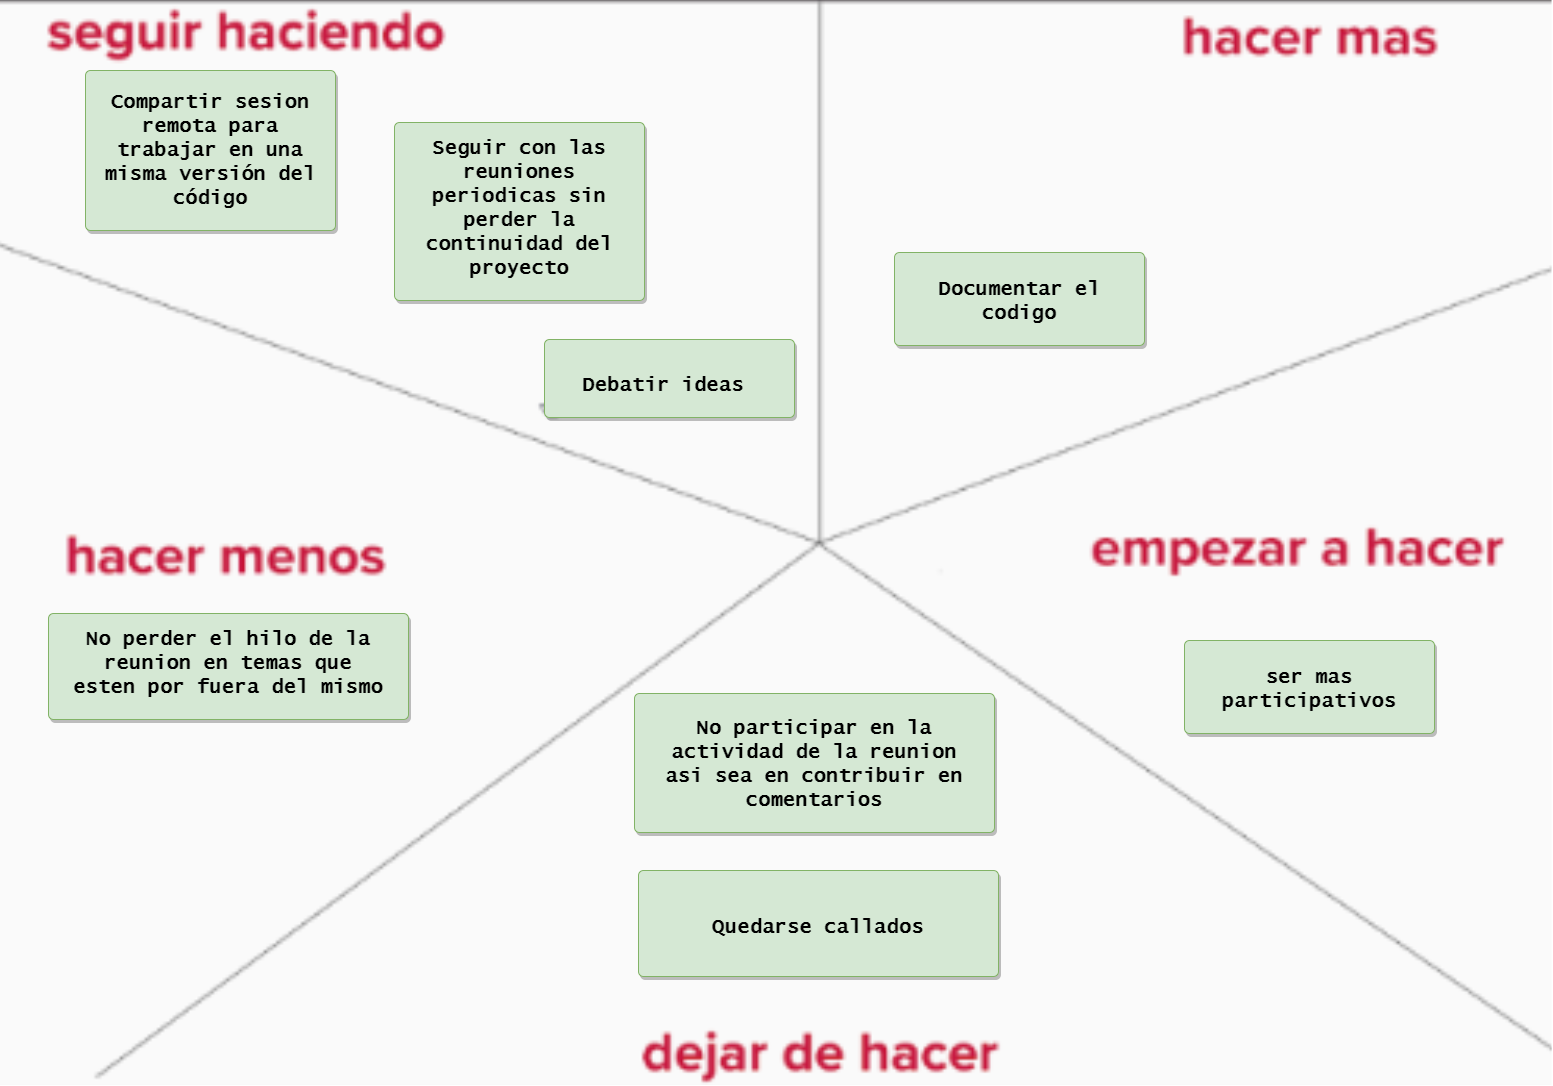 seguir haciendo
Compartir sesion
remota para
trabajar en una
misma versión del
código
Seguir con las
reuniones
periodicas sin
perder la
continuidad del
proyecto
Debatir ideas
hacer mas
Documentar el
codigo
hacer menos
No perder el hilo de la
reunion en temas que
esten por fuera del mismo
empezar a hacer
ser mas
participativos
No participar en la
actividad de la reunion
asi sea en contribuir en
comentarios
Quedarse callados
dejar de hacer